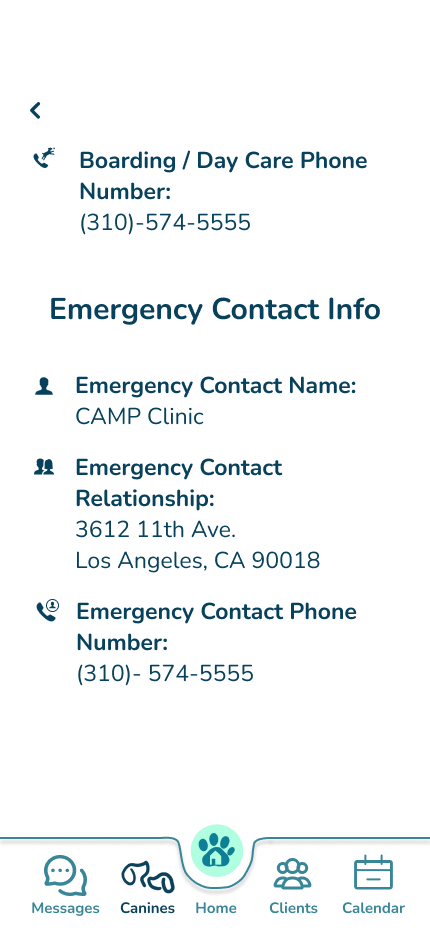 Boarding / Day Care Phone
Number:
(310)-574-5555
Emergency Contact Info
Emergency Contact Name:
CAMP Clinic
Emergency Contact
Relationship:
3612 11th Ave.
Los Angeles, CA 90018
Emergency Contact Phone
Number:
(310)- 574-5555
Messages Canines Home Clients Calendar